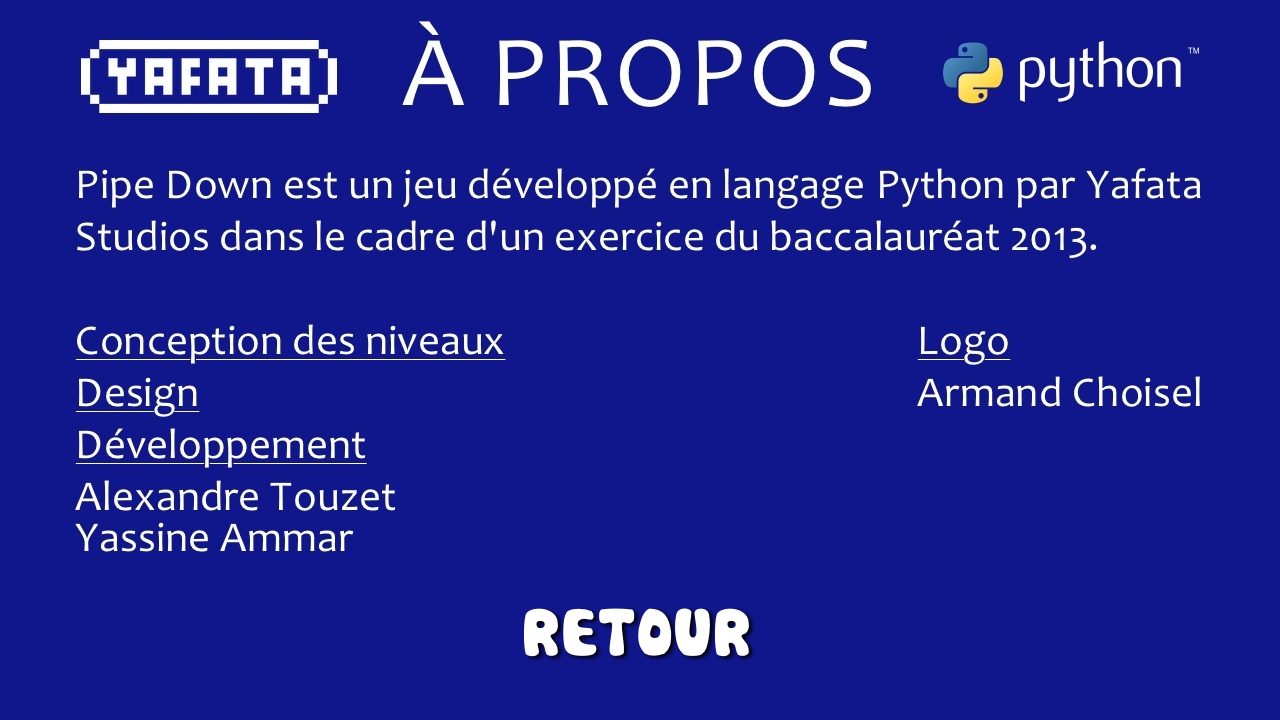 YAFATA
À PROPOS
python™
Pipe Down est un jeu développé en langage Python par Yafata
Studios dans le cadre d'un exercice du baccalauréat 2013.
Conception des niveaux
Design
Développement
Alexandre Touzet
Yassine Ammar
Logo
Armand Choisel
RETOUR